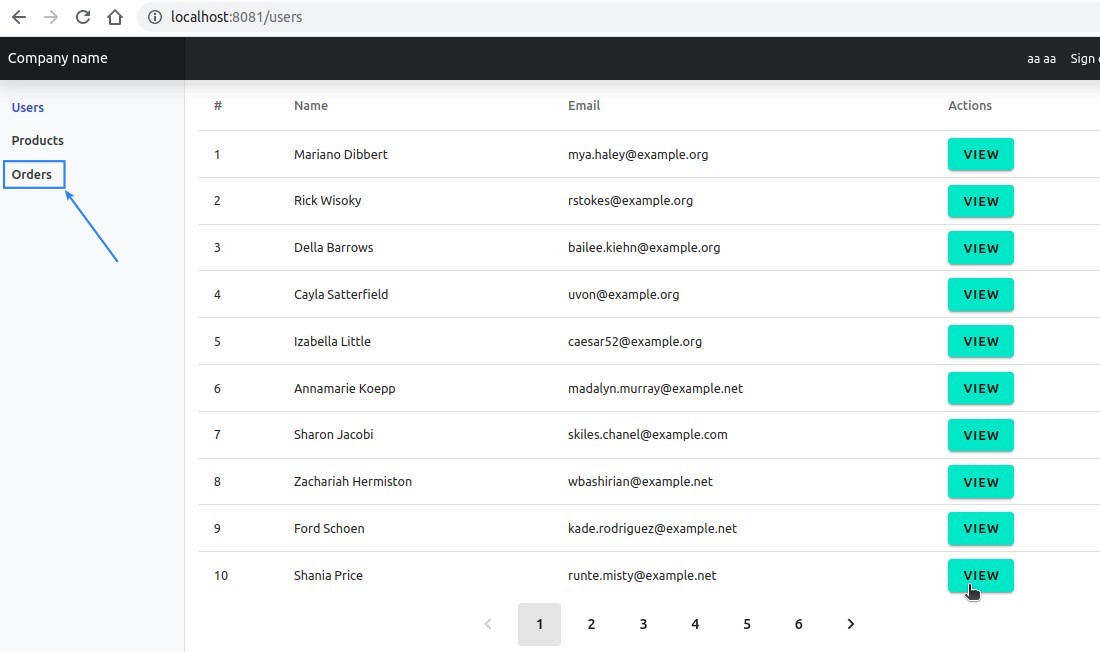 localhost:8081/users
Company name
aa aa Sign
Users
Products
Orders
# Name Email Actions
1 Mariano Dibbert mya.haley@example.org VIEW
2 Rick Wisoky rstokes@example.org VIEW
3 Della Barrows bailee.kiehn@example.org VIEW
4 Cayla Satterfield uvon@example.org VIEW
5 Izabella Little caesar52@example.org VIEW
6 Annamarie Koepp madalyn.murray@example.net VIEW
7 Sharon Jacobi skiles.chanel@example.com VIEW
8 Zachariah Hermiston wbashirian@example.net VIEW
9 Ford Schoen kade.rodriguez@example.net VIEW
10 Shania Price runte.misty@example.net VIEW
1 2 3 4 5 6